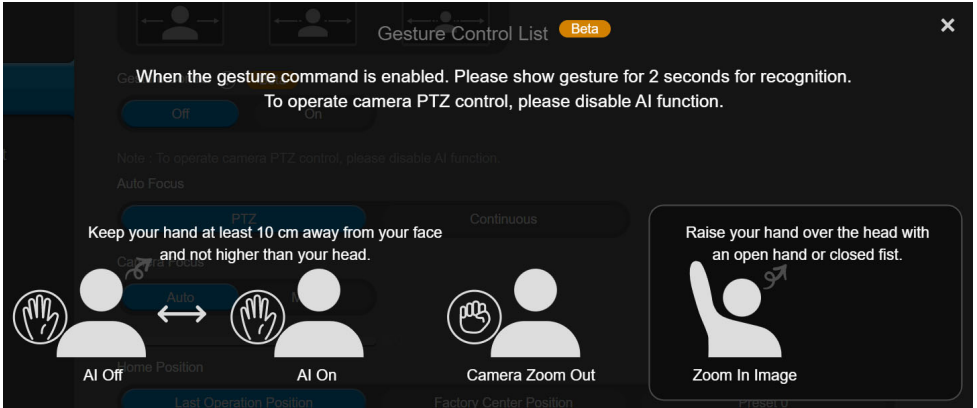 Gesture Control List Beta
When the gesture command is enabled. Please show gesture for 2 seconds for recognition.
To operate camera PTZ control, please disable AI function.
Off
On
Note : To operate camera PTZ control, please disable AI function.
Auto Focus
PTZ
Continuous
Keep your hand at least 10 cm away from your face
and not higher than your head.
Raise your hand over the head with
an open hand or closed fist.
Auto
AI Off
AI On
Camera Zoom Out
Zoom In Image
Home Position
Last Operation Position
Factory Center Position
Preset 0